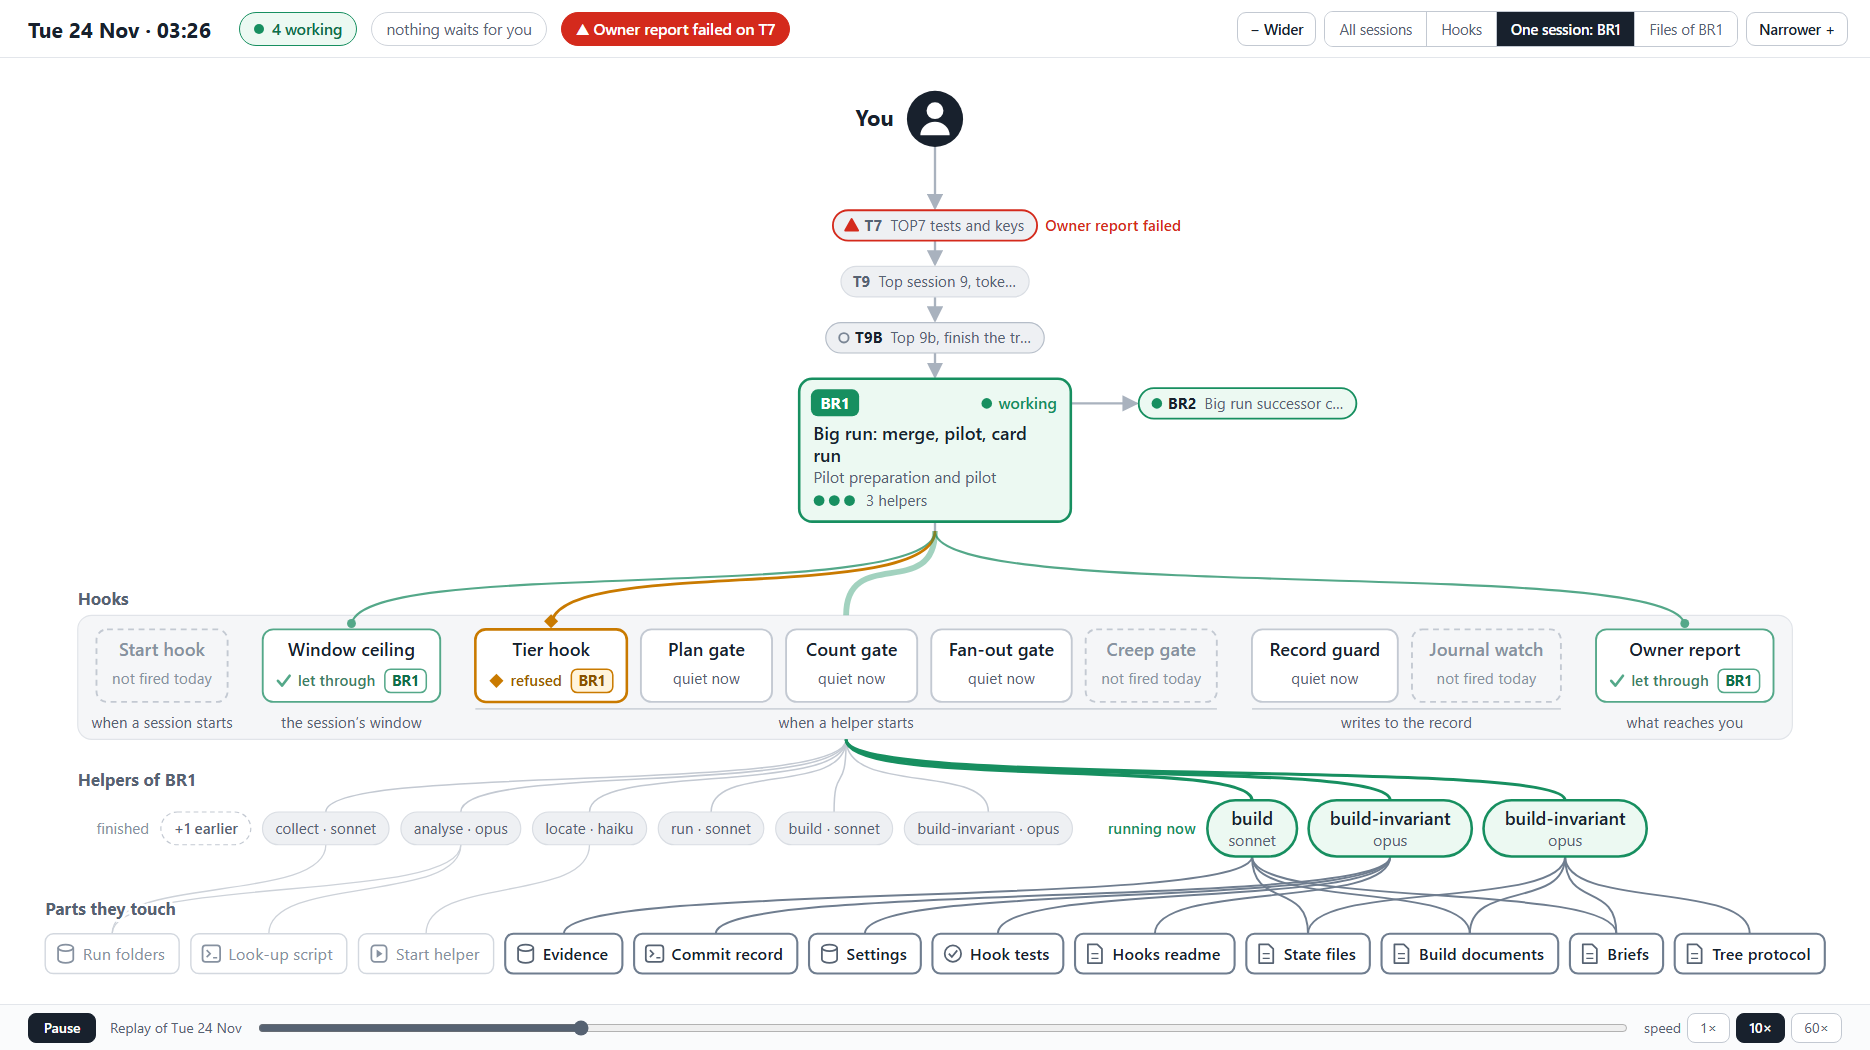 Tue 24 Nov · 03:26
4 working
nothing waits for you
Owner report failed on T7
− Wider
All sessions
Hooks
One session: BR1
Files of BR1
Narrower +
You
T7 TOP7 tests and keys
Owner report failed
T9 Top session 9, toke...
T9B Top 9b, finish the tr...
BR1
working
Big run: merge, pilot, card
run
Pilot preparation and pilot
3 helpers
BR2 Big run successor c...
Hooks
Start hook
not fired today
Window ceiling
let through BR1
Tier hook
refused BR1
Plan gate
quiet now
Count gate
quiet now
Fan-out gate
quiet now
Creep gate
not fired today
Record guard
quiet now
Journal watch
not fired today
Owner report
let through BR1
when a session starts
the session's window
when a helper starts
writes to the record
what reaches you
Helpers of BR1
finished
+1 earlier
collect · sonnet
analyse · opus
locate · haiku
run · sonnet
build · sonnet
build-invariant · opus
running now
build
sonnet
build-invariant
opus
build-invariant
opus
Parts they touch
Run folders
Look-up script
Start helper
Evidence
Commit record
Settings
Hook tests
Hooks readme
State files
Build documents
Briefs
Tree protocol
Pause
Replay of Tue 24 Nov
speed
1×
10×
60×